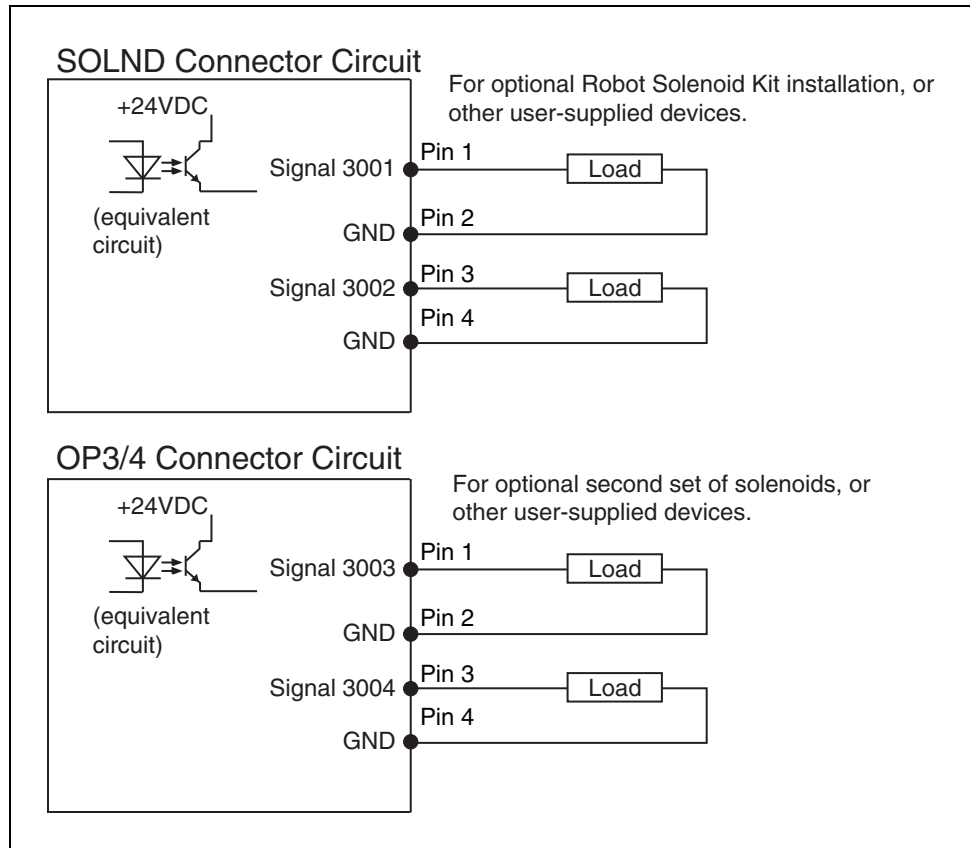 SOLND Connector Circuit
For optional Robot Solenoid Kit installation, or
other user-supplied devices.
+24VDC
(equivalent
circuit)
Signal 3001
Pin 1
Load
GND
Pin 2
Signal 3002
Pin 3
Load
GND
Pin 4
OP3/4 Connector Circuit
For optional second set of solenoids, or
other user-supplied devices.
+24VDC
(equivalent
circuit)
Signal 3003
Pin 1
Load
GND
Pin 2
Signal 3004
Pin 3
Load
GND
Pin 4